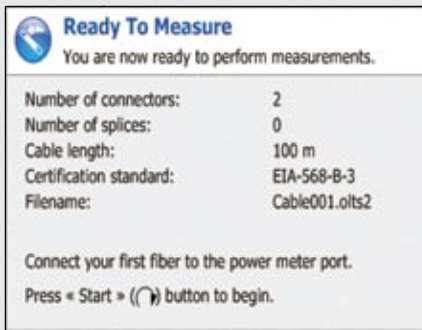 Ready To Measure
You are now ready to perform measurements.
Number of connectors: 2
Number of splices: 0
Cable length: 100 m
Certification standard: EIA-568-B-3
Filename: Cable001.olts2
Connect your first fiber to the power meter port.
Press « Start » () button to begin.